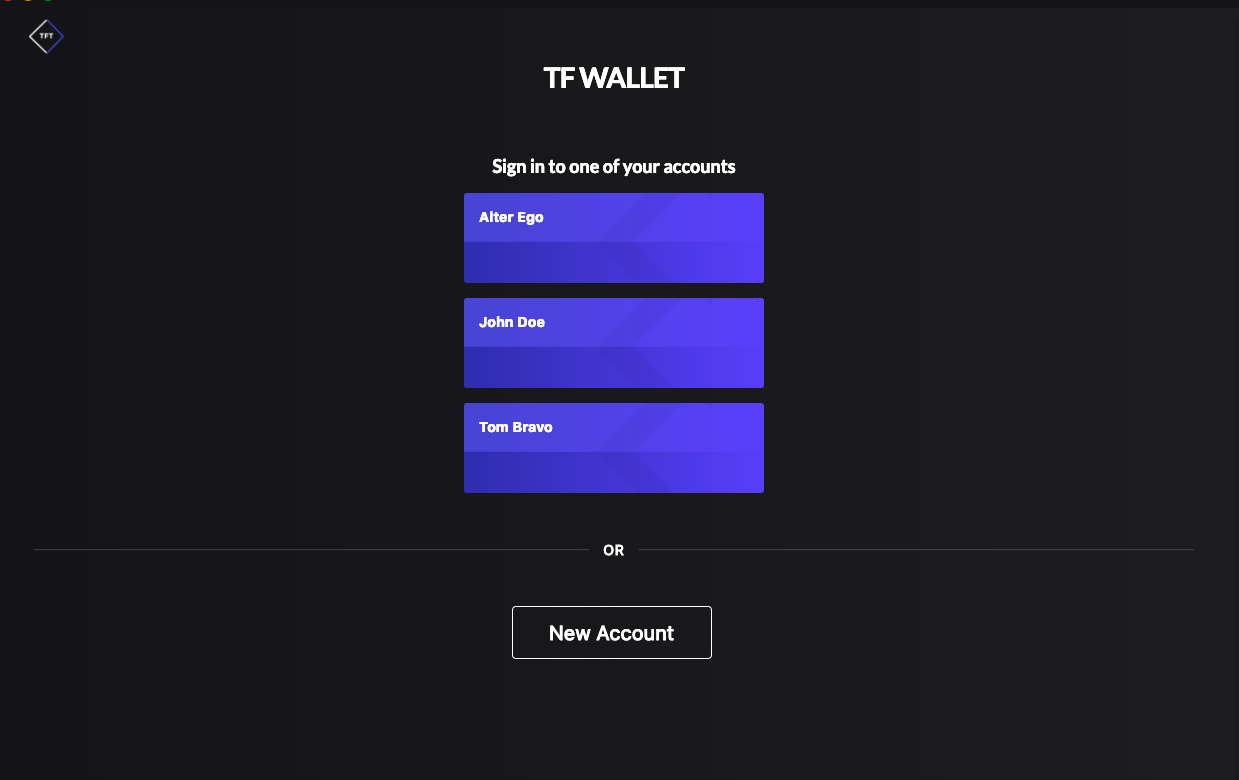 TFT
TF WALLET
Sign in to one of your accounts
Alter Ego
John Doe
Tom Bravo
OR
New Account